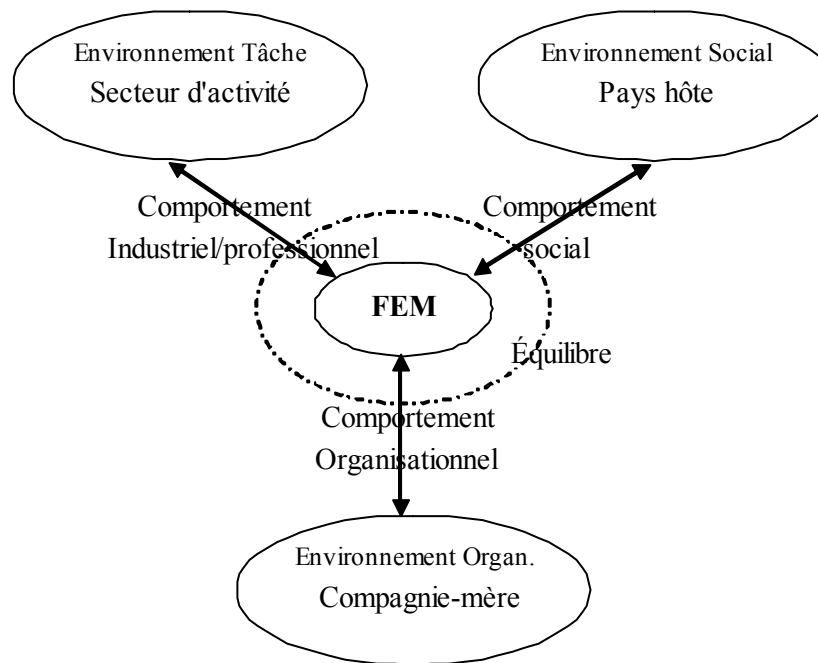 Environnement Tâche
Secteur d'activité
Environnement Social
Pays hôte
Comportement
Industriel/professionnel
Comportement
social
FEM
Équilibre
Comportement
Organisationnel
Environnement Organ.
Compagnie-mère